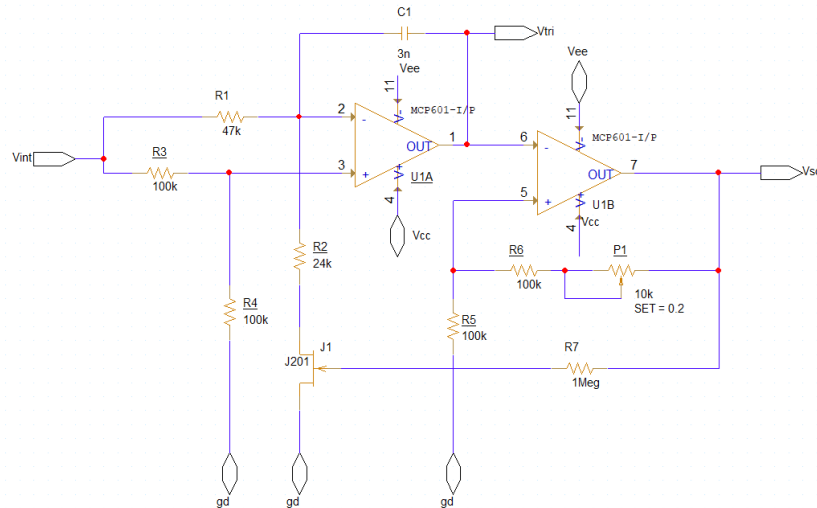 C1
3n
Vtri
Vee
Vee
11
11
MCP601-I/P
MCP601-I/P
R1
47k
2
-
OUT
1
6
-
OUT
7
Vint
R3
100k
3
+
U1A
4
Vcc
5
+
U1B
4
Vcc
R2
24k
R6
100k
P1
10k
SET = 0.2
R4
100k
R5
100k
J1
J201
R7
1Meg
gd
gd
gd